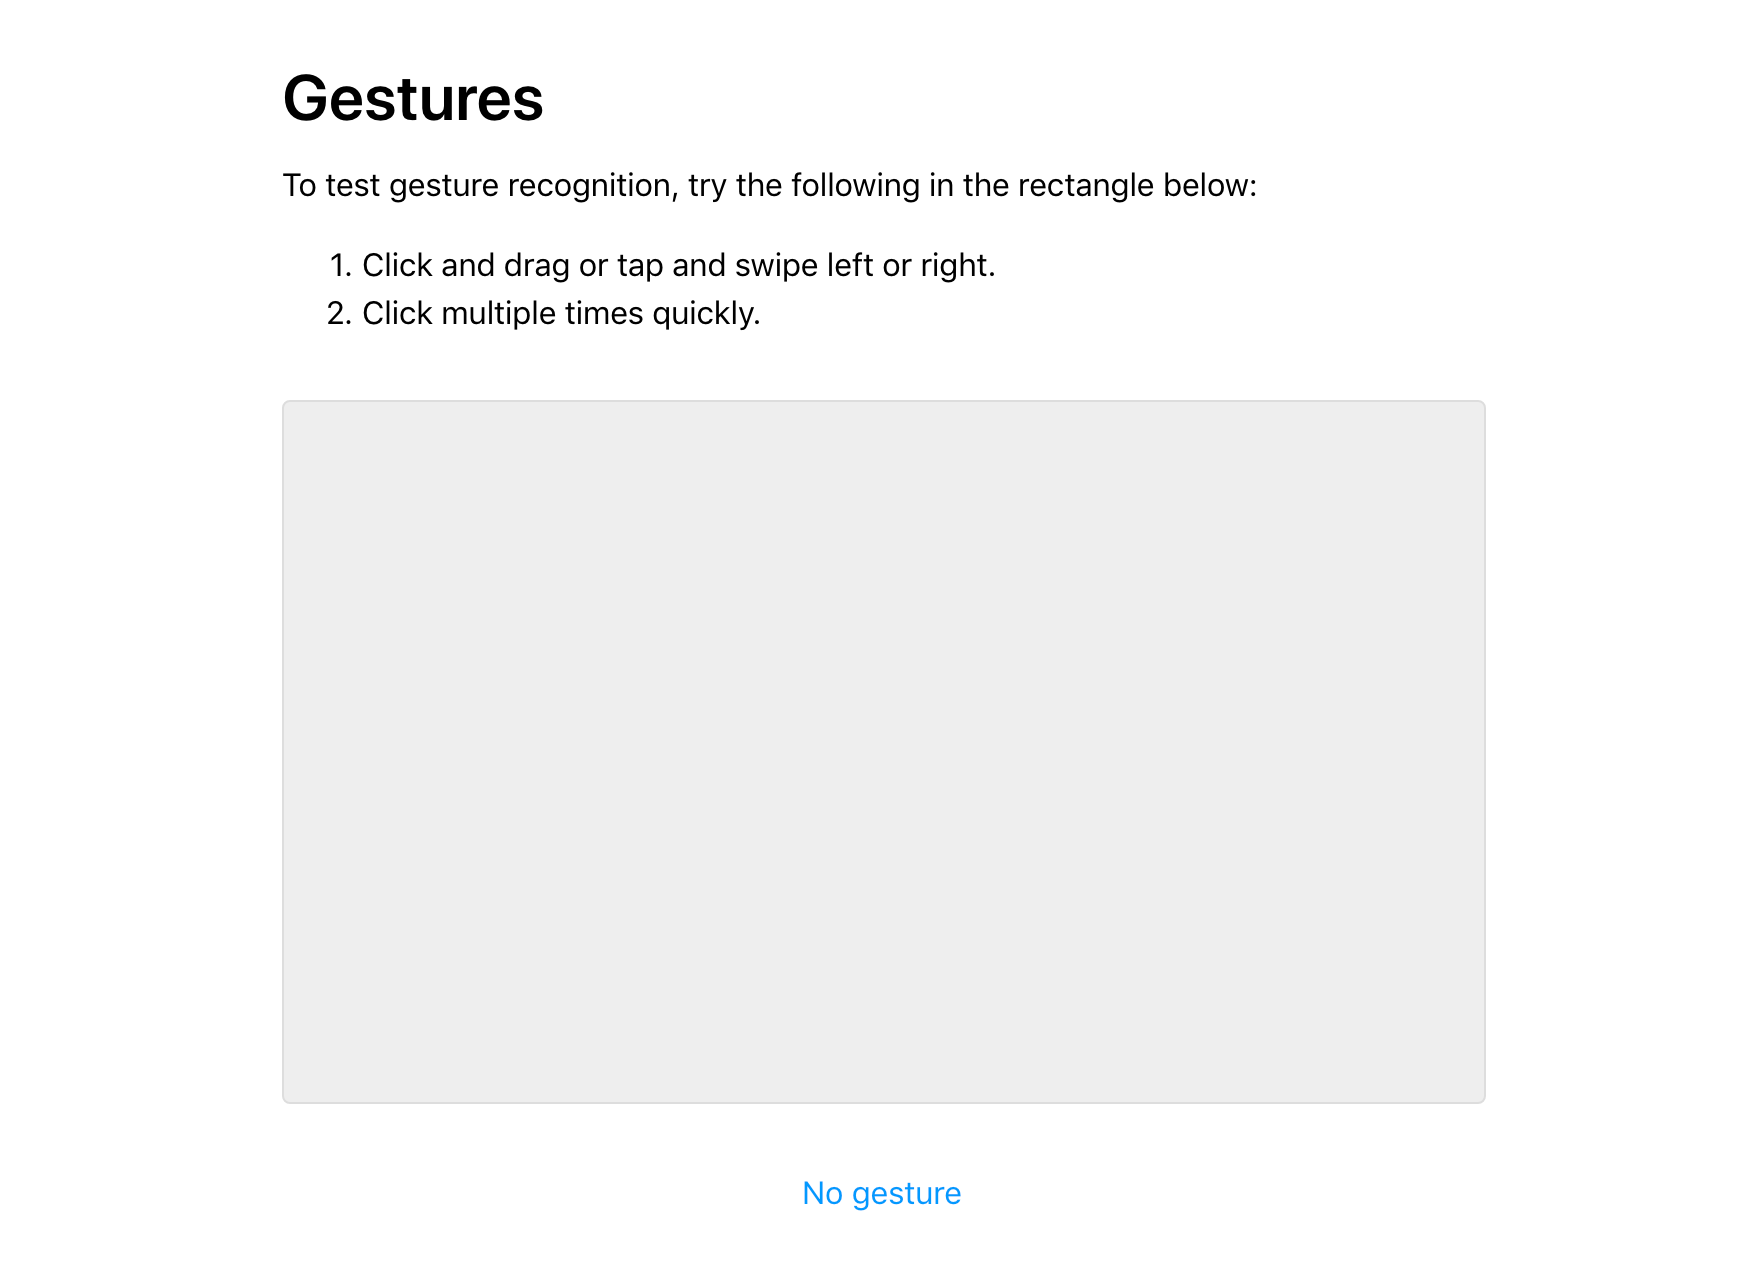 Gestures
To test gesture recognition, try the following in the rectangle below:
1. Click and drag or tap and swipe left or right.
2. Click multiple times quickly.
No gesture